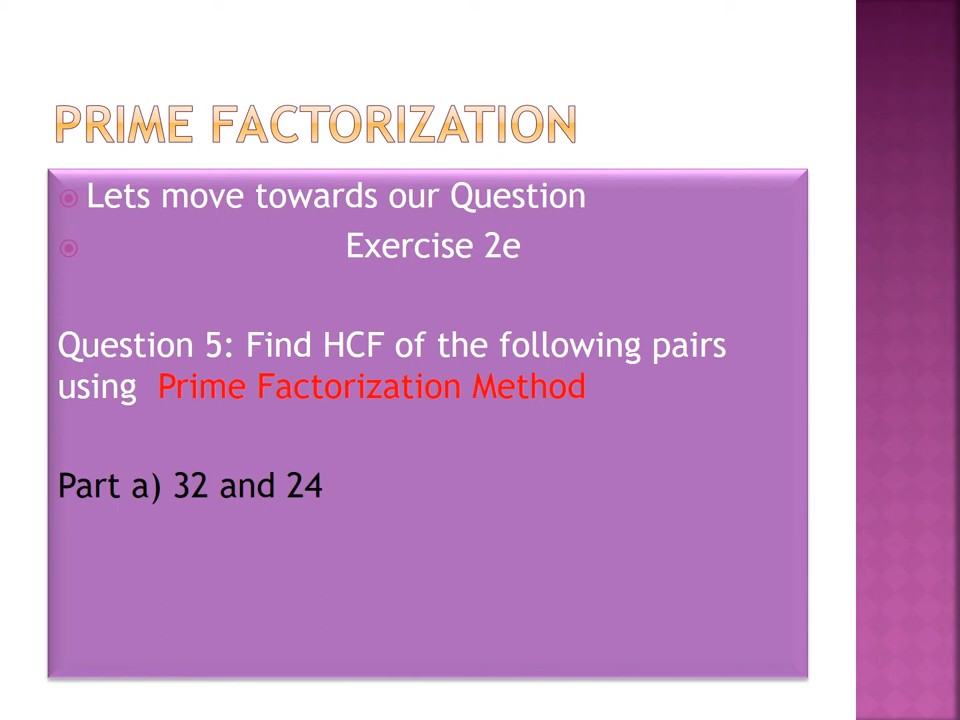 PRIME FACTORIZATION
Lets move towards our Question
Exercise 2e
Question 5: Find HCF of the following pairs
using Prime Factorization Method
Part a) 32 and 24